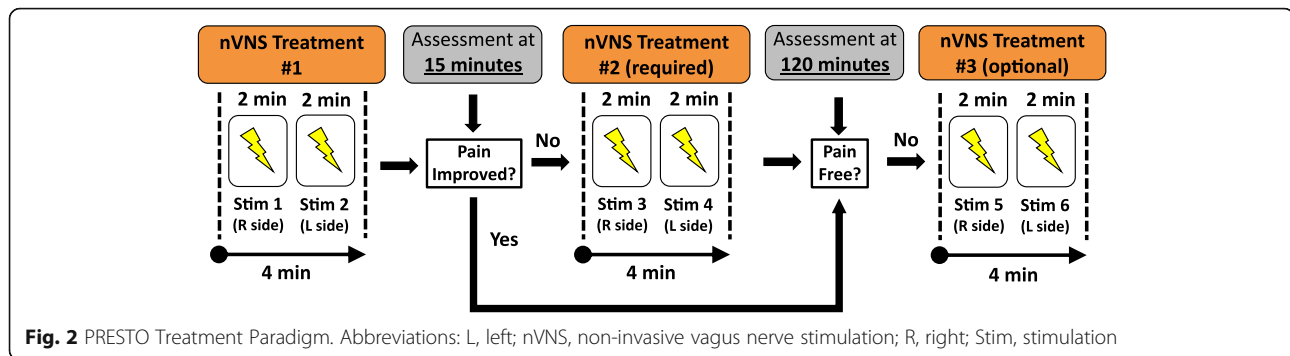 nVNS Treatment
#1
Assessment at
15 minutes
nVNS Treatment
#2 (required)
Assessment at
120 minutes
nVNS Treatment
#3 (optional)
2 min 2 min
Stim 1 Stim 2
(R side) (L side)
4 min
Pain
Improved?
No
Yes
2 min 2 min
Stim 3 Stim 4
(R side) (L side)
4 min
Pain
Free?
No
2 min 2 min
Stim 5 Stim 6
(R side) (L side)
4 min
Fig. 2 PRESTO Treatment Paradigm. Abbreviations: L, left; nVNS, non-invasive vagus nerve stimulation; R, right; Stim, stimulation